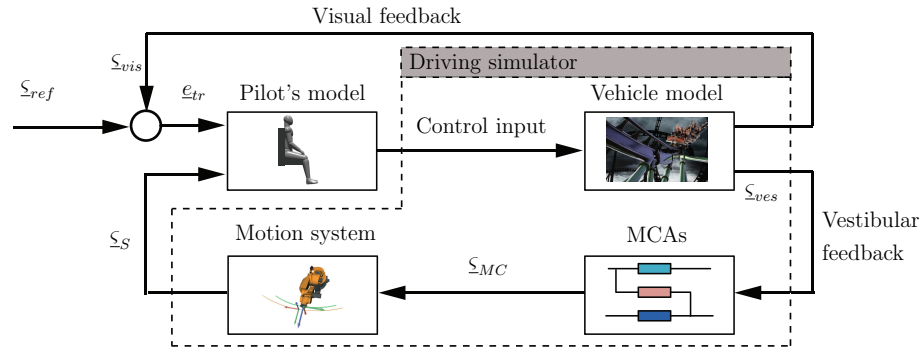 Visual feedback
Driving simulator
ς_vis
ς_ref
e_tr
Pilot's model
Vehicle model
Control input
ς_ves
ς_S
Motion system
MCAs
Vestibular
feedback
ς_MC